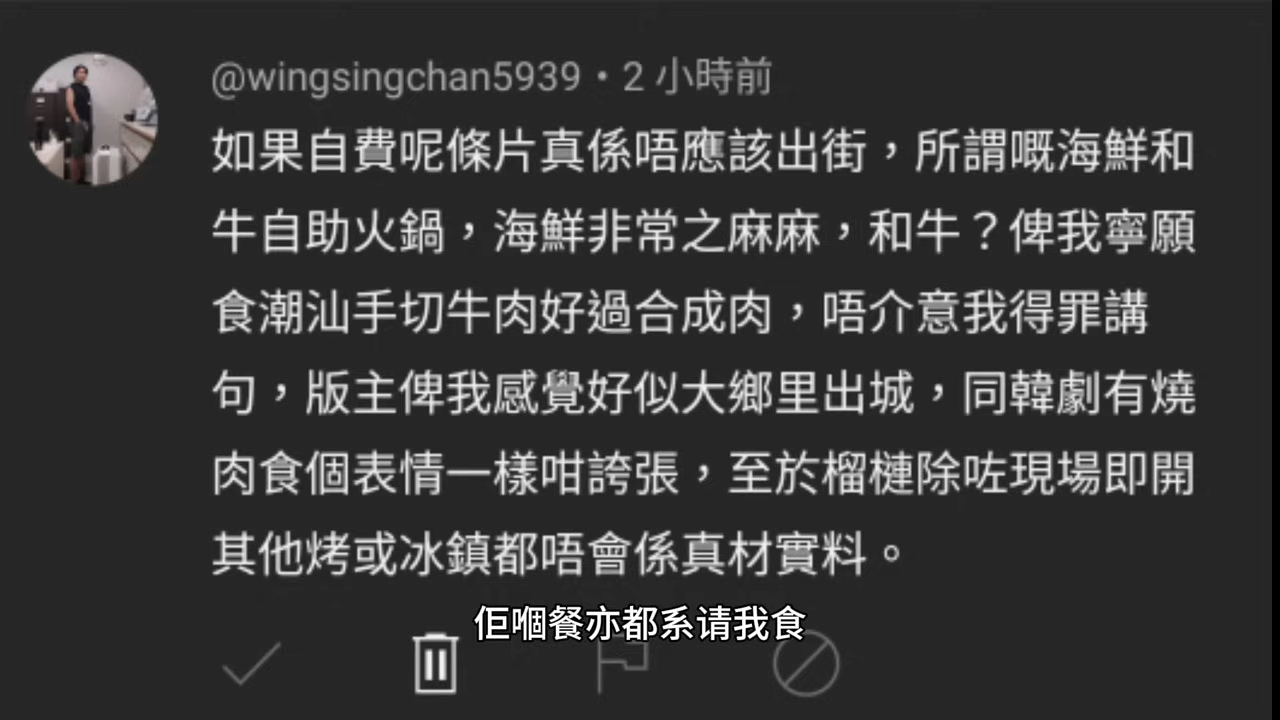 @wingsingchan5939・2 小時前
如果自費呢條片真係唔應該出街，所謂嘅海鮮和
牛自助火鍋，海鮮非常之麻麻，和牛？俾我寧願
食潮汕手切牛肉好過合成肉，唔介意我得罪講
句，版主俾我感覺好似大鄉里出城，同韓劇有燒
肉食個表情一樣咁誇張，至於榴槤除咗現場即開
其他烤或冰鎮都唔會係真材實料。
佢嗰餐亦都系请我食